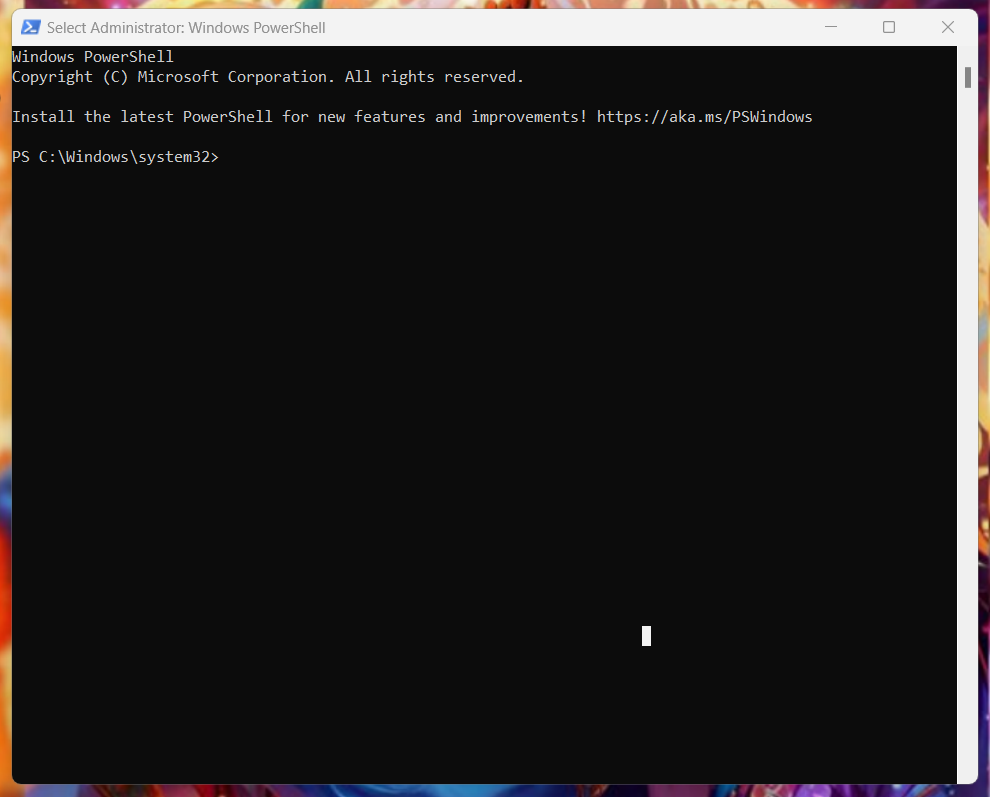 Select Administrator: Windows PowerShell
Windows PowerShell
Copyright (C) Microsoft Corporation. All rights reserved.
Install the latest PowerShell for new features and improvements! https://aka.ms/PSWindows
PS C:\Windows\system32>